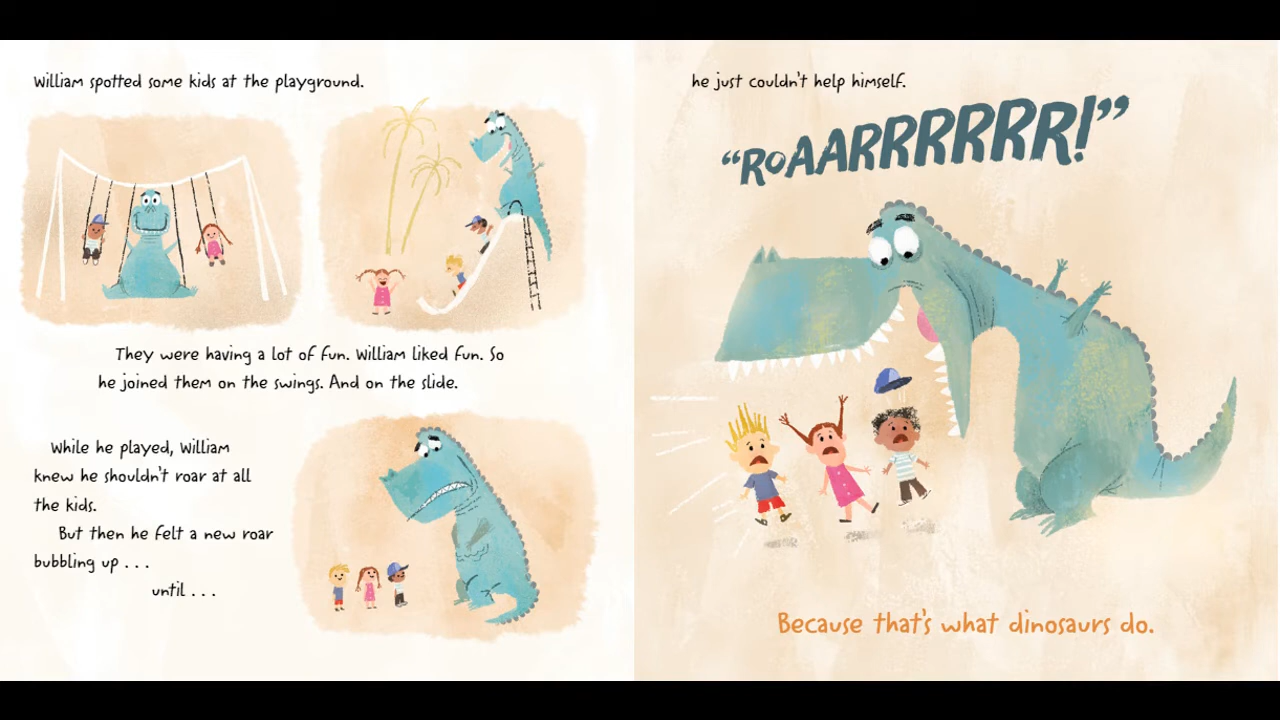 William spotted some kids at the playground.
They were having a lot of fun. William liked fun. So
he joined them on the swings. And on the slide.
While he played, William
knew he shouldn't roar at all
the kids.
But then he felt a new roar
bubbling up . . .
until . . .
he just couldn't help himself.
“ROAARRRRRRR!”
Because that's what dinosaurs do.